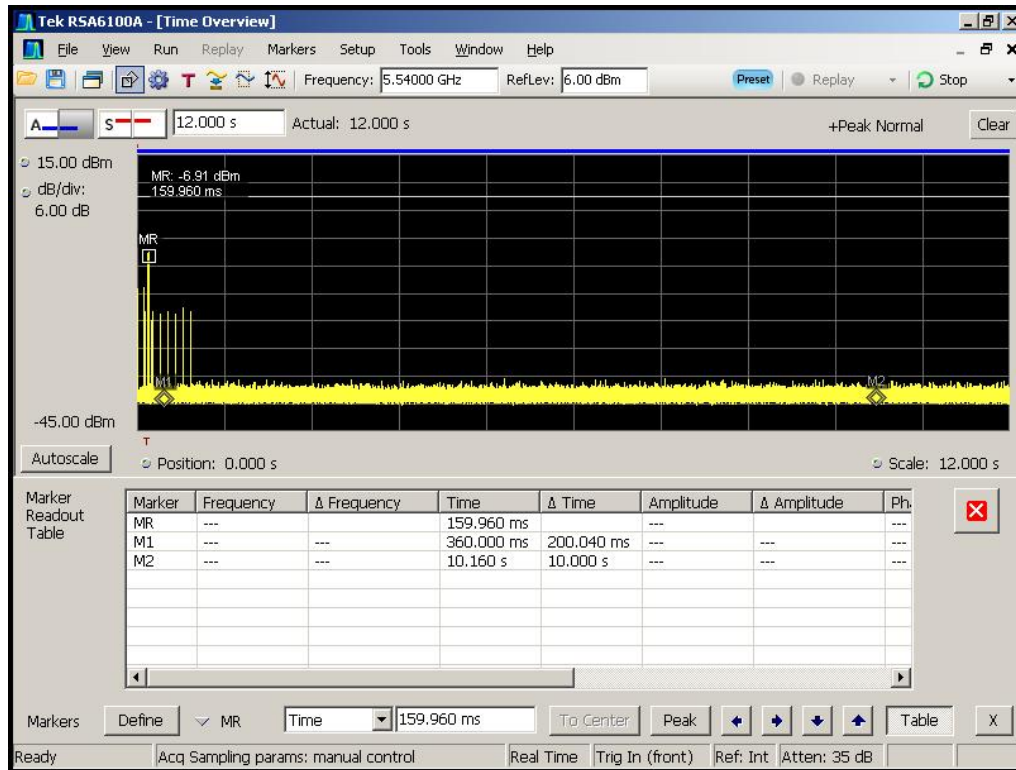 Tek RSA6100A - [Time Overview]
File View Run Replay Markers Setup Tools Window Help
T Frequency: 5.54000 GHz RefLev: 6.00 dBm Preset Replay Stop
A S 12.000 s Actual: 12.000 s +Peak Normal Clear
15.00 dBm
dB/div:
6.00 dB
MR: -6.91 dBm
159.960 ms
MR
M1 M2
-45.00 dBm
T
Autoscale Position: 0.000 s Scale: 12.000 s
Marker
Readout
Table
Marker Frequency Δ Frequency Time Δ Time Amplitude Δ Amplitude Ph
MR --- 159.960 ms --- ---
M1 --- --- 360.000 ms 200.040 ms --- --- ---
M2 --- --- 10.160 s 10.000 s --- --- ---
Markers Define MR Time 159.960 ms To Center Peak Table X
Ready Acq Sampling params: manual control Real Time Trig In (front) Ref: Int Atten: 35 dB